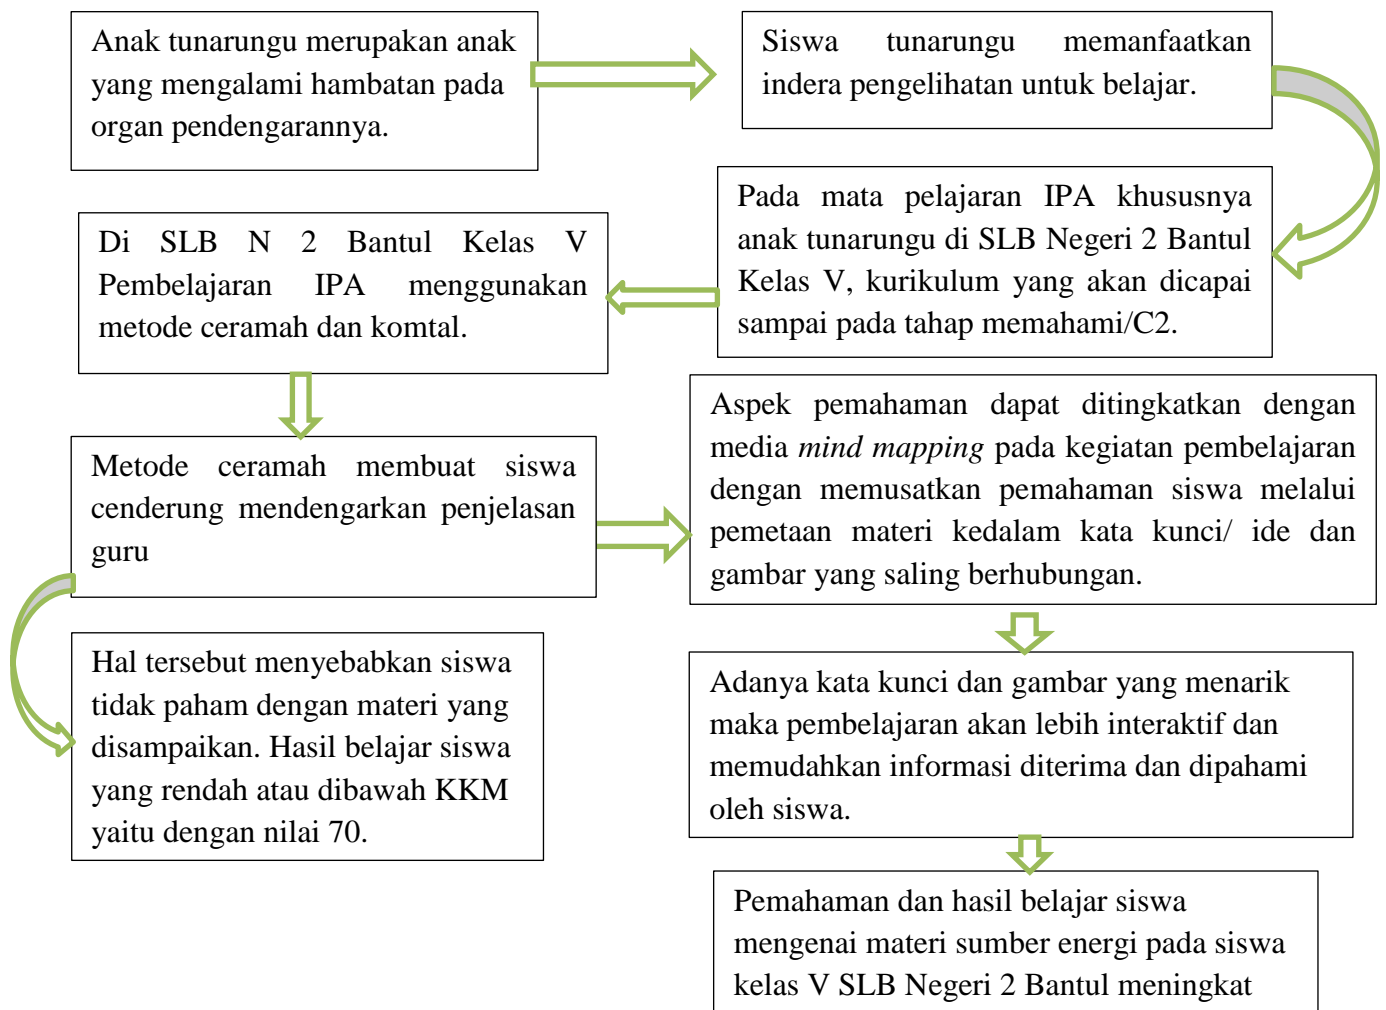 Anak tunarungu merupakan anak
yang mengalami hambatan pada
organ pendengarannya.
Siswa tunarungu memanfaatkan
indera pengelihatan untuk belajar.
Pada mata pelajaran IPA khususnya
anak tunarungu di SLB Negeri 2 Bantul
Kelas V, kurikulum yang akan dicapai
sampai pada tahap memahami/C2.
Di SLB N 2 Bantul Kelas V
Pembelajaran IPA menggunakan
metode ceramah dan komtal.
Metode ceramah membuat siswa
cenderung mendengarkan penjelasan
guru
Hal tersebut menyebabkan siswa
tidak paham dengan materi yang
disampaikan. Hasil belajar siswa
yang rendah atau dibawah KKM
yaitu dengan nilai 70.
Aspek pemahaman dapat ditingkatkan dengan
media mind mapping pada kegiatan pembelajaran
dengan memusatkan pemahaman siswa melalui
pemetaan materi kedalam kata kunci/ ide dan
gambar yang saling berhubungan.
Adanya kata kunci dan gambar yang menarik
maka pembelajaran akan lebih interaktif dan
memudahkan informasi diterima dan dipahami
oleh siswa.
Pemahaman dan hasil belajar siswa
mengenai materi sumber energi pada siswa
kelas V SLB Negeri 2 Bantul meningkat